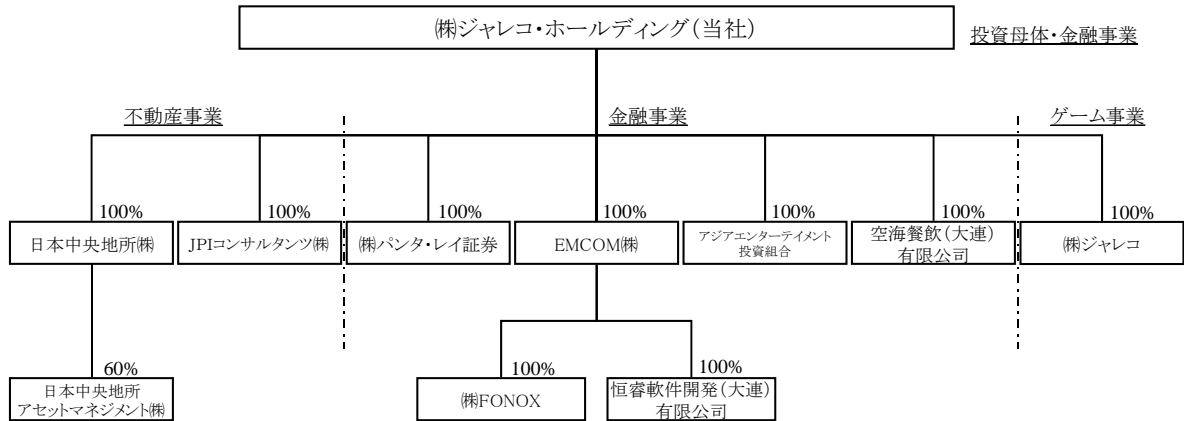 ㈱ジャレコ・ホールディング（当社）
投資母体・金融事業
不動産事業
金融事業
ゲーム事業
100%
100%
100%
100%
100%
100%
100%
日本中央地所㈱
JPIコンサルタンツ㈱
㈱パンタ・レイ証券
EMCOM㈱
アジアエンターテイメント
投資組合
空海餐飲（大連）
有限公司
㈱ジャレコ
60%
100%
100%
日本中央地所
アセットマネジメント㈱
㈱FONOX
恒睿軟件開発（大連）
有限公司